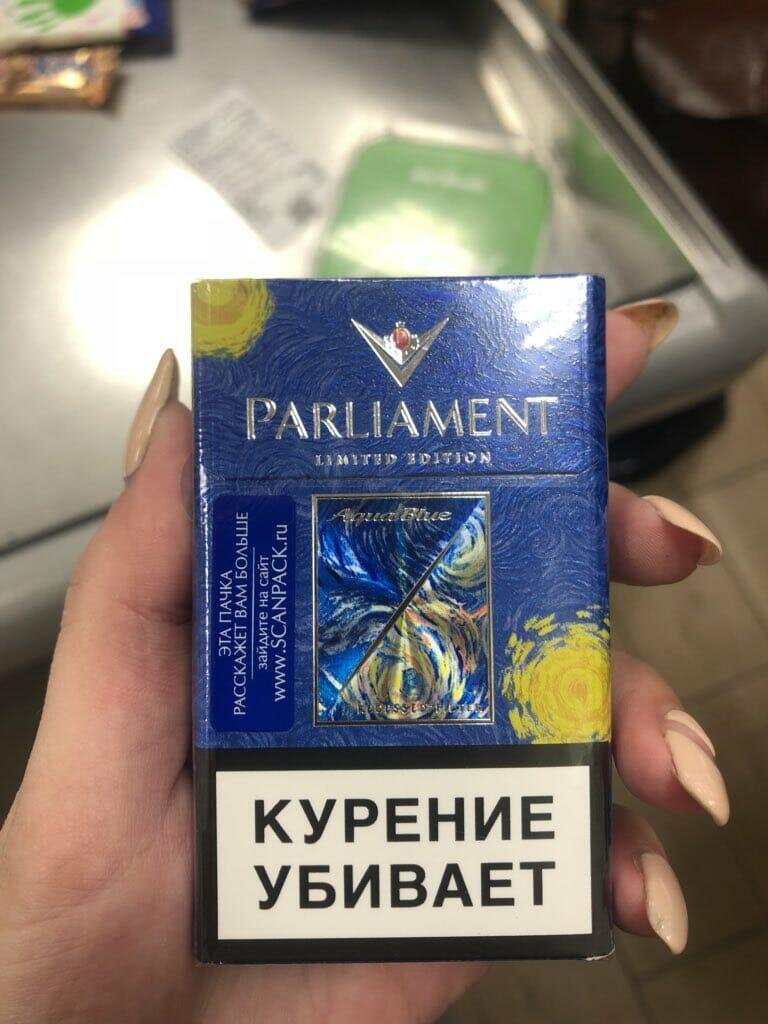 PARLIAMENT
LIMITED EDITION
Aqua Blue
RECESSED FILTER
ЭТА ПАЧКА
РАССКАЖЕТ ВАМ БОЛЬШЕ
зайдите на сайт
www.SCANPACK.ru
КУРЕНИЕ
УБИВАЕТ